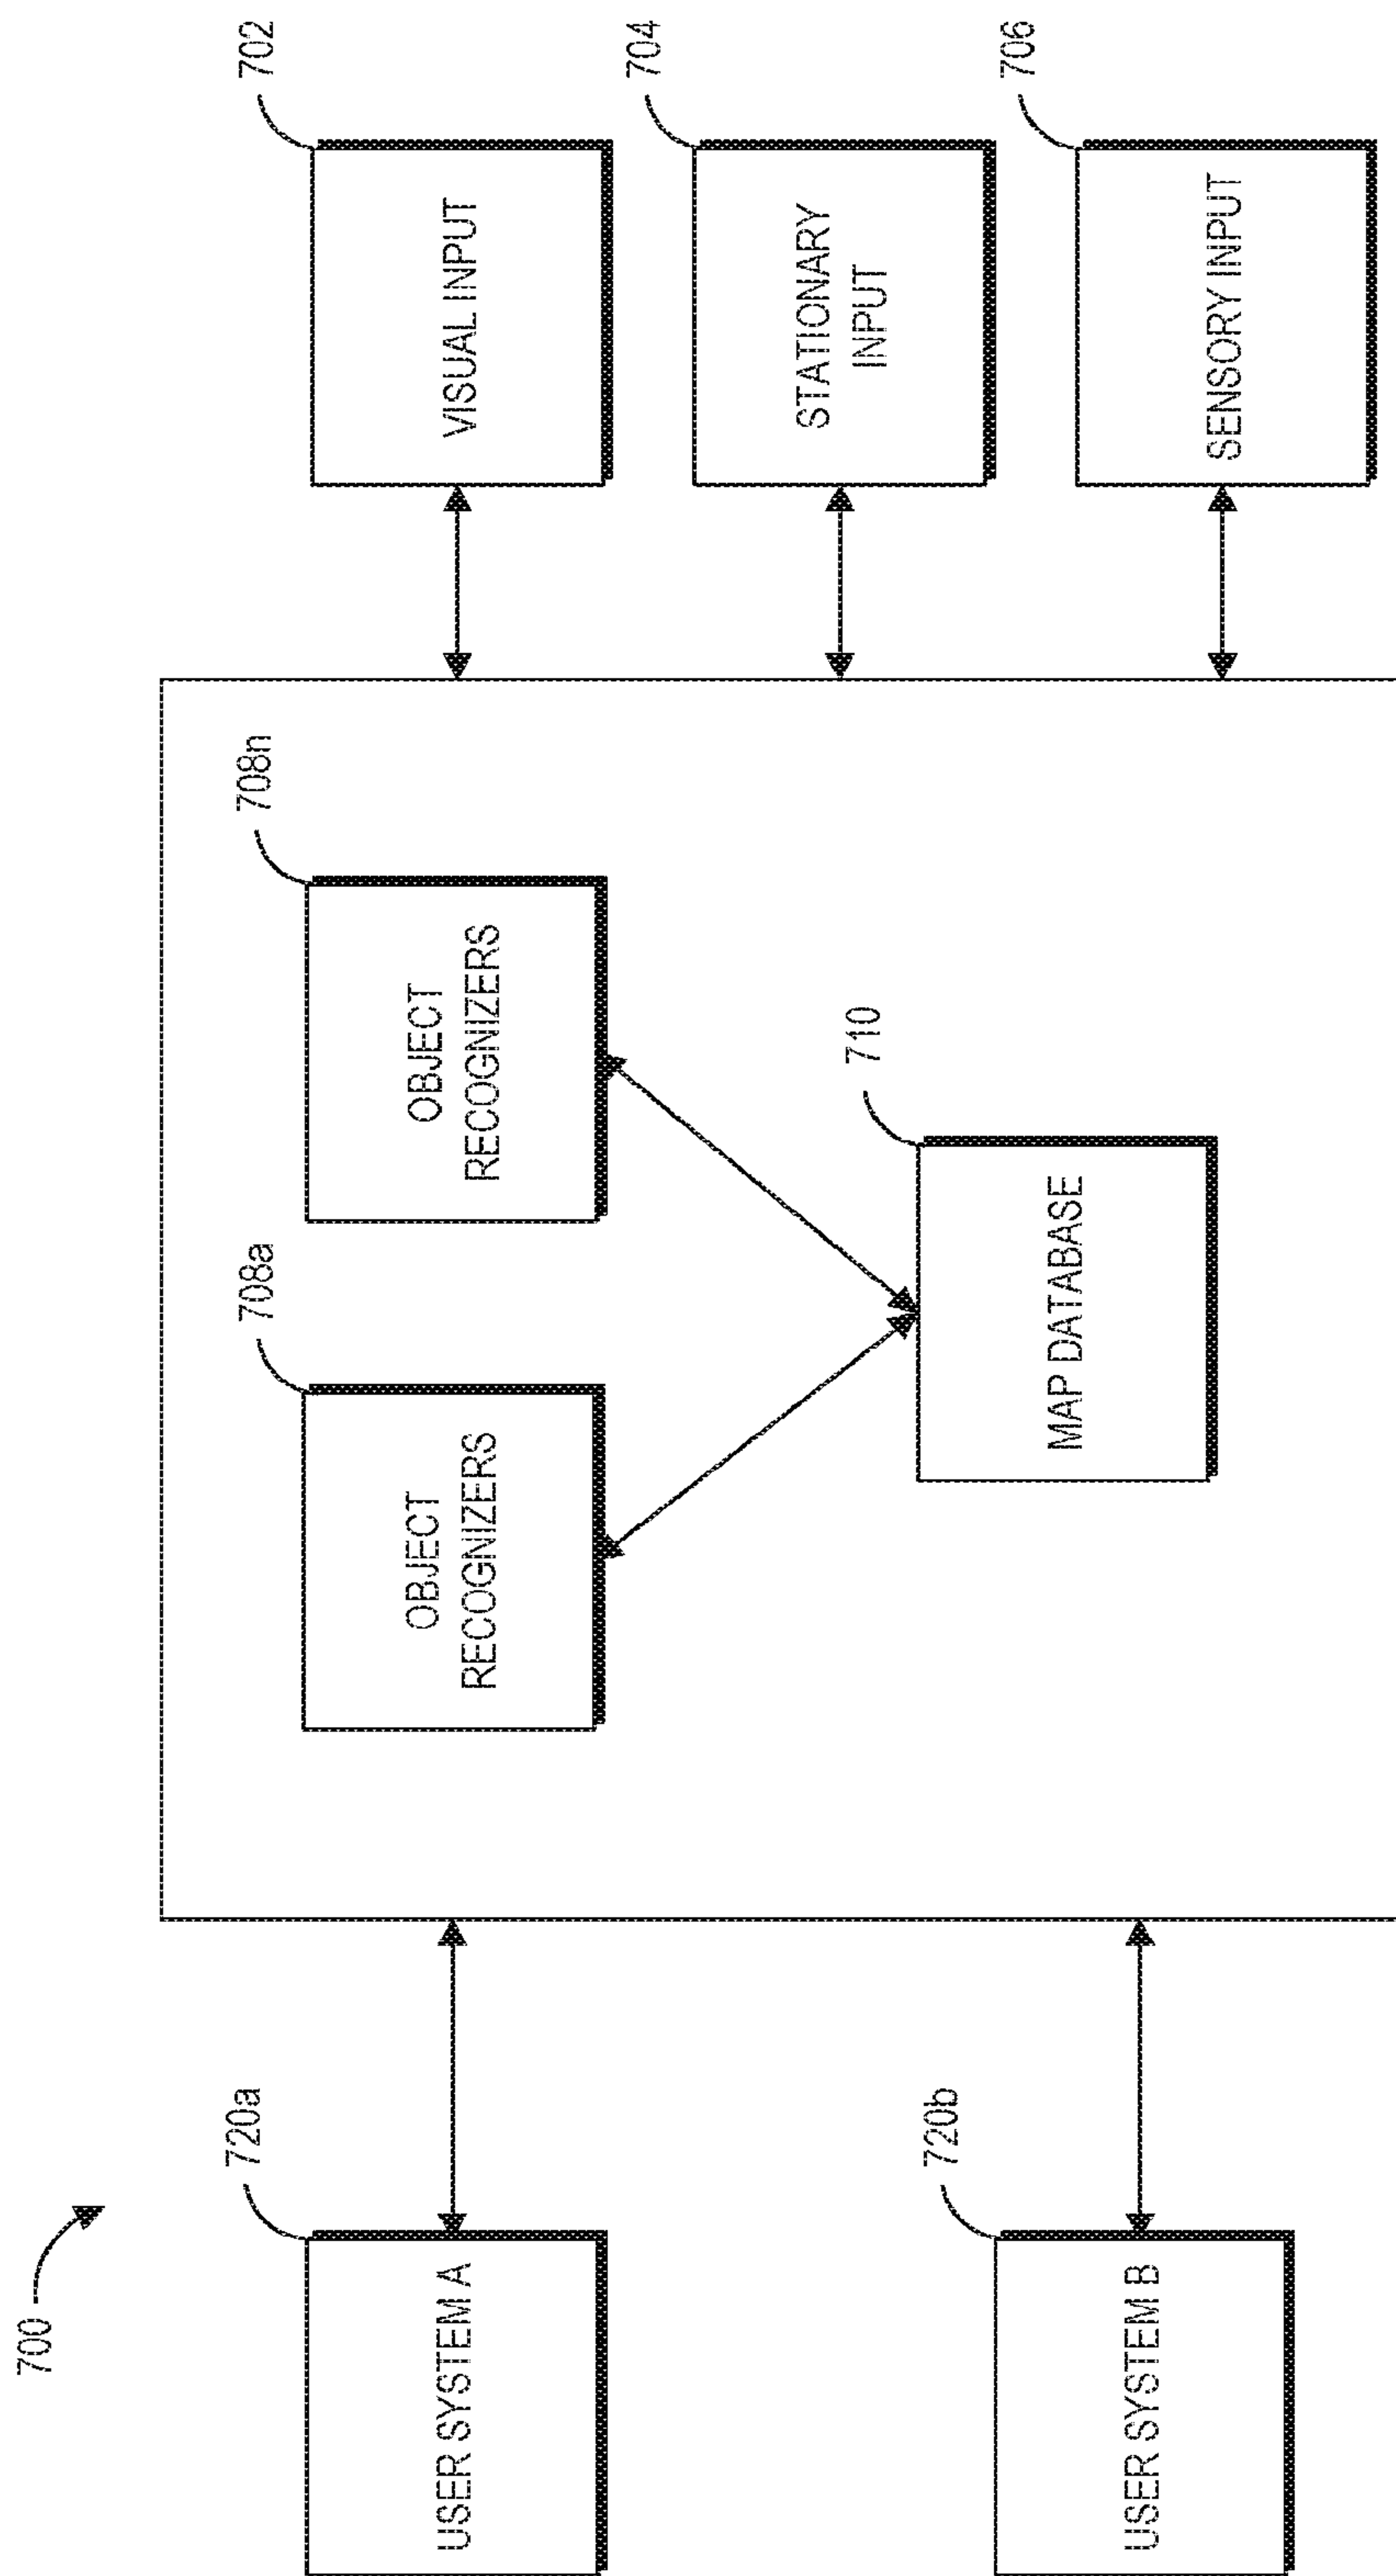 700
720a
USER SYSTEM A
720b
USER SYSTEM B
708a
OBJECT
RECOGNIZERS
708n
OBJECT
RECOGNIZERS
710
MAP DATABASE
702
VISUAL INPUT
704
STATIONARY
INPUT
706
SENSORY INPUT